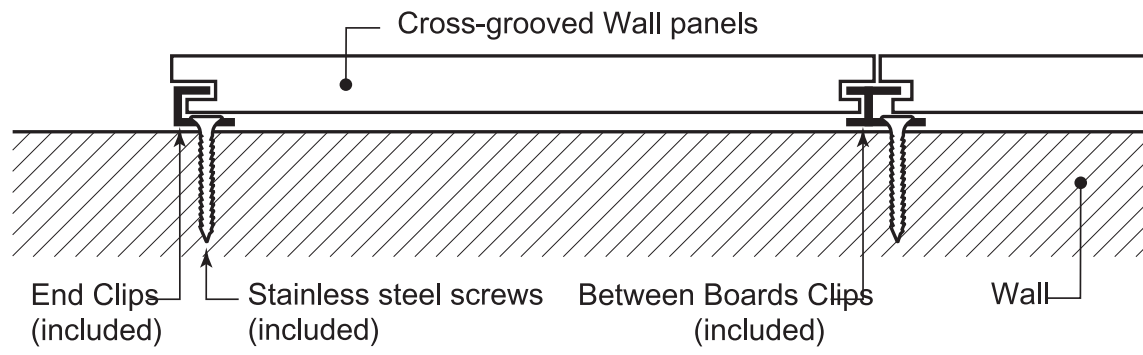 Cross-grooved Wall panels
End Clips
(included)
Stainless steel screws
(included)
Between Boards Clips
(included)
Wall